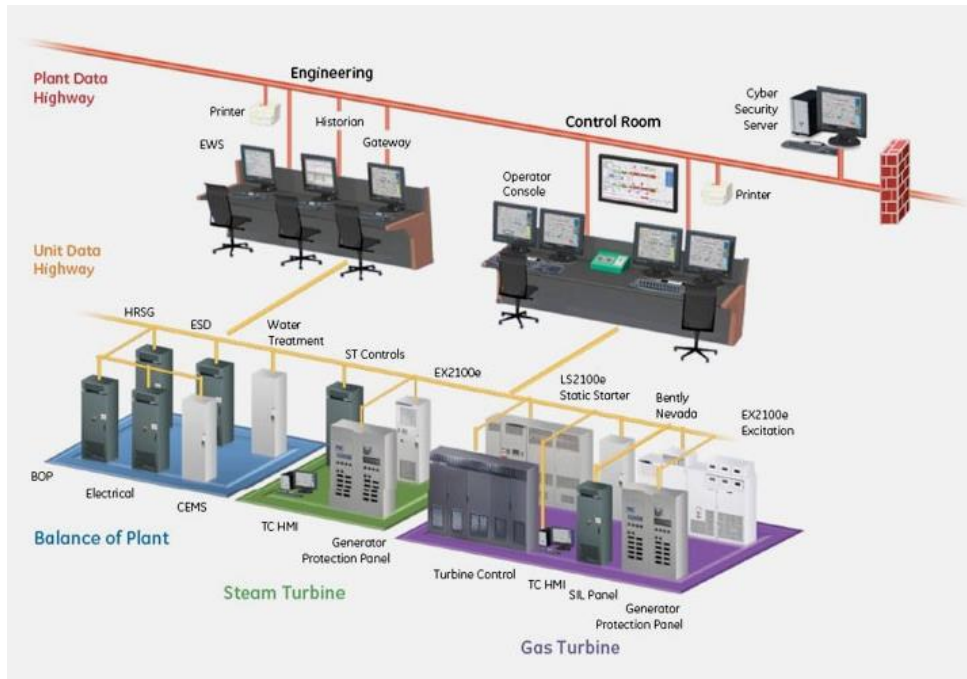 Engineering
Plant Data
Highway
Printer
Historian
EWS
Gateway
Control Room
Cyber
Security
Server
Operator
Console
Printer
Unit Data
Highway
HRSG
ESD
Water
Treatment
ST Controls
EX2100e
LS2100e
Static Starter
Bently
Nevada
EX2100e
Excitation
BOP
Electrical
CEMS
Balance of Plant
TC HMI
Generator
Protection Panel
Steam Turbine
Turbine Control
TC HMI
SIL Panel
Generator
Protection Panel
Gas Turbine